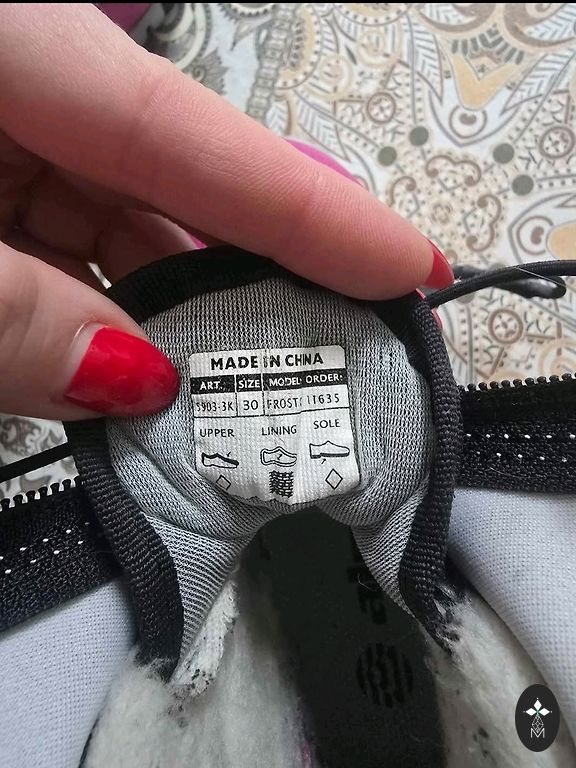 MADE IN CHINA
ART. SIZE MODEL ORDER
5903-3K 30 FROST 11635
UPPER LINING SOLE
M